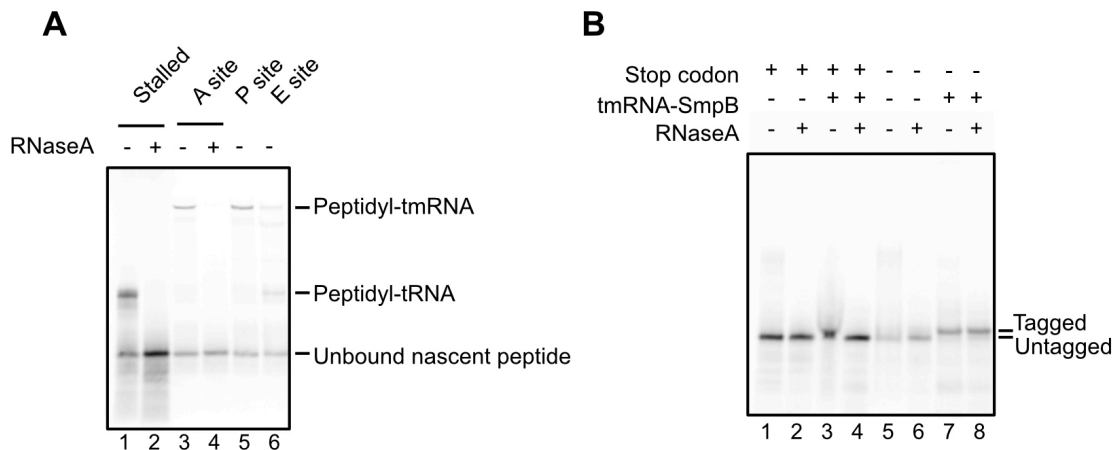 A
Stalled
A site
P site
E site
RNaseA - + - + - -
Peptidyl-tmRNA
Peptidyl-tRNA
Unbound nascent peptide
1 2 3 4 5 6
B
Stop codon + + + + - - - -
tmRNA-SmpB - - + + - - + +
RNaseA - + - + - + - +
Tagged
Untagged
1 2 3 4 5 6 7 8